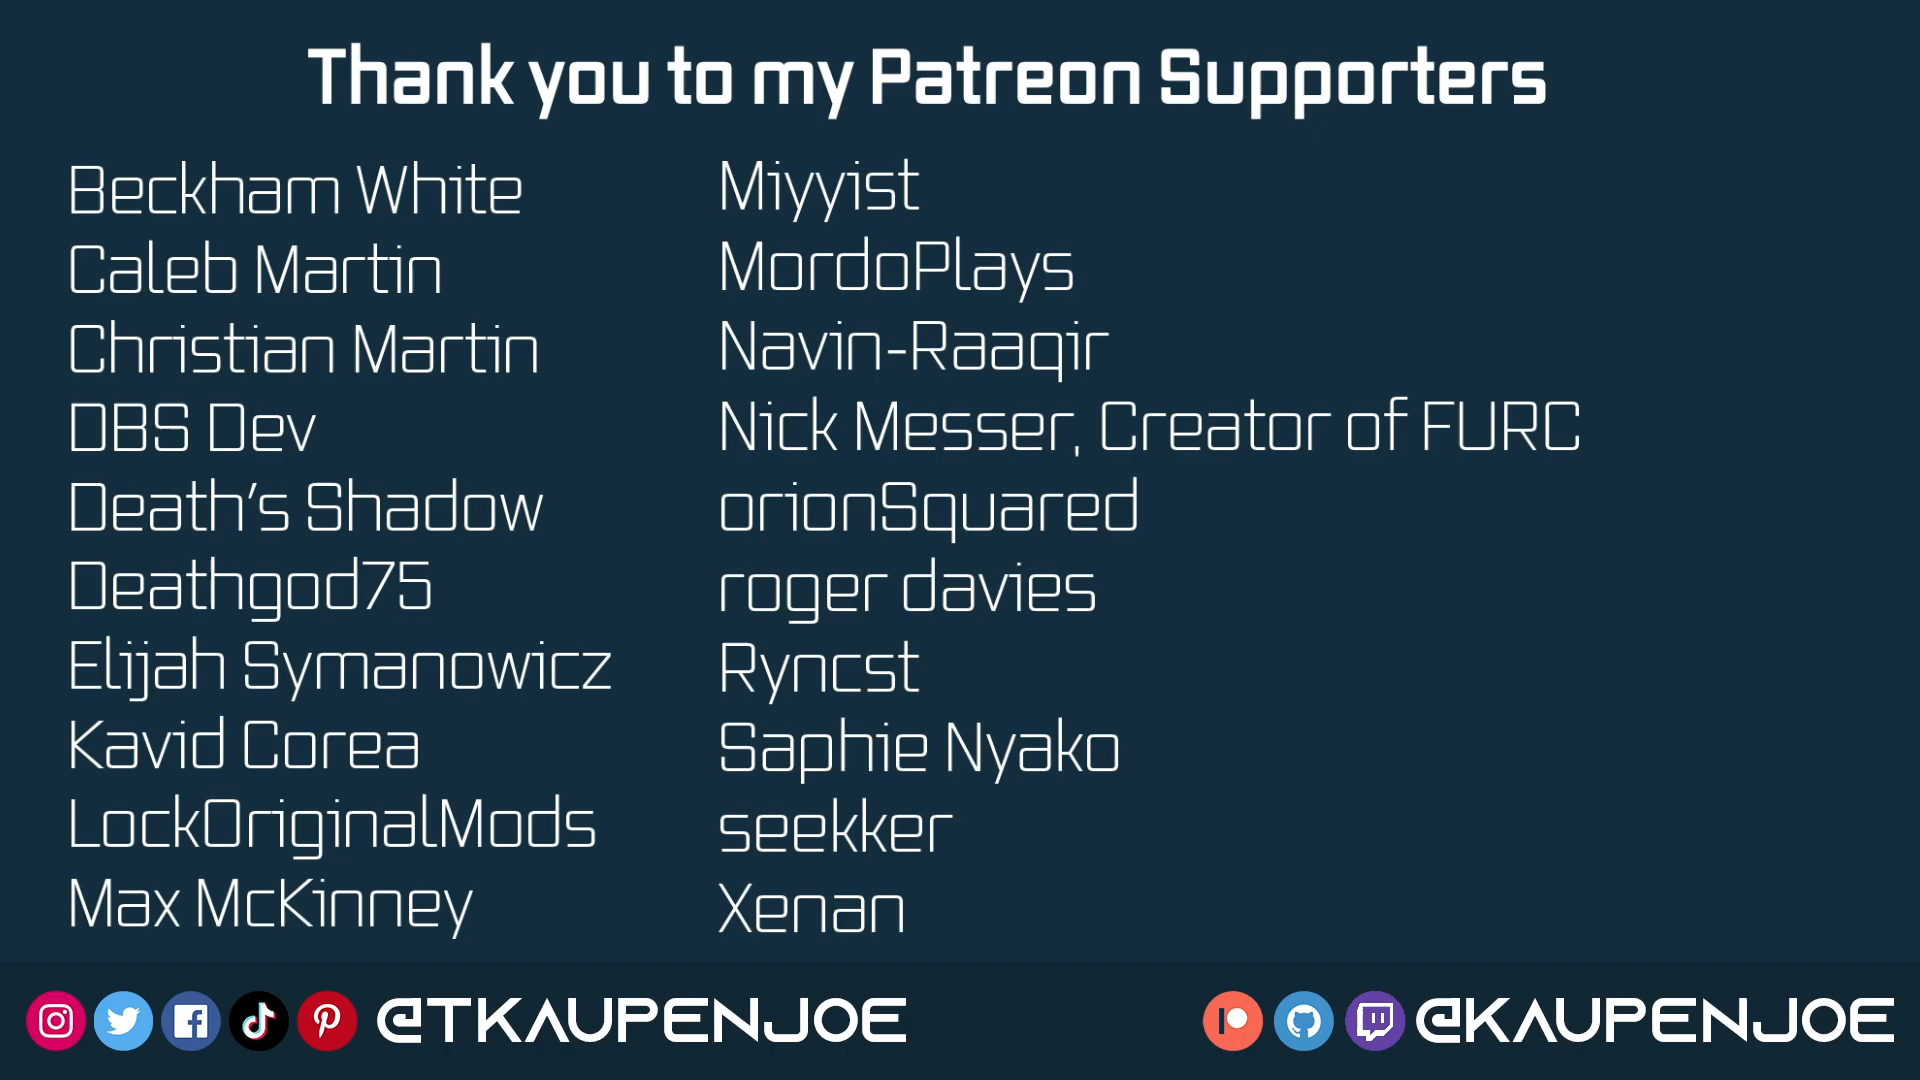 Thank you to my Patreon Supporters
Beckham White
Caleb Martin
Christian Martin
DBS Dev
Death's Shadow
Deathgod75
Elijah Symanowicz
Kavid Corea
LockOriginalMods
Max McKinney
Miyyist
MordoPlays
Navin-Raaqir
Nick Messer, Creator of FURC
orionSquared
roger davies
Ryncst
Saphie Nyako
seekker
Xenan
@TKAUPENJOE
@KAUPENJOE